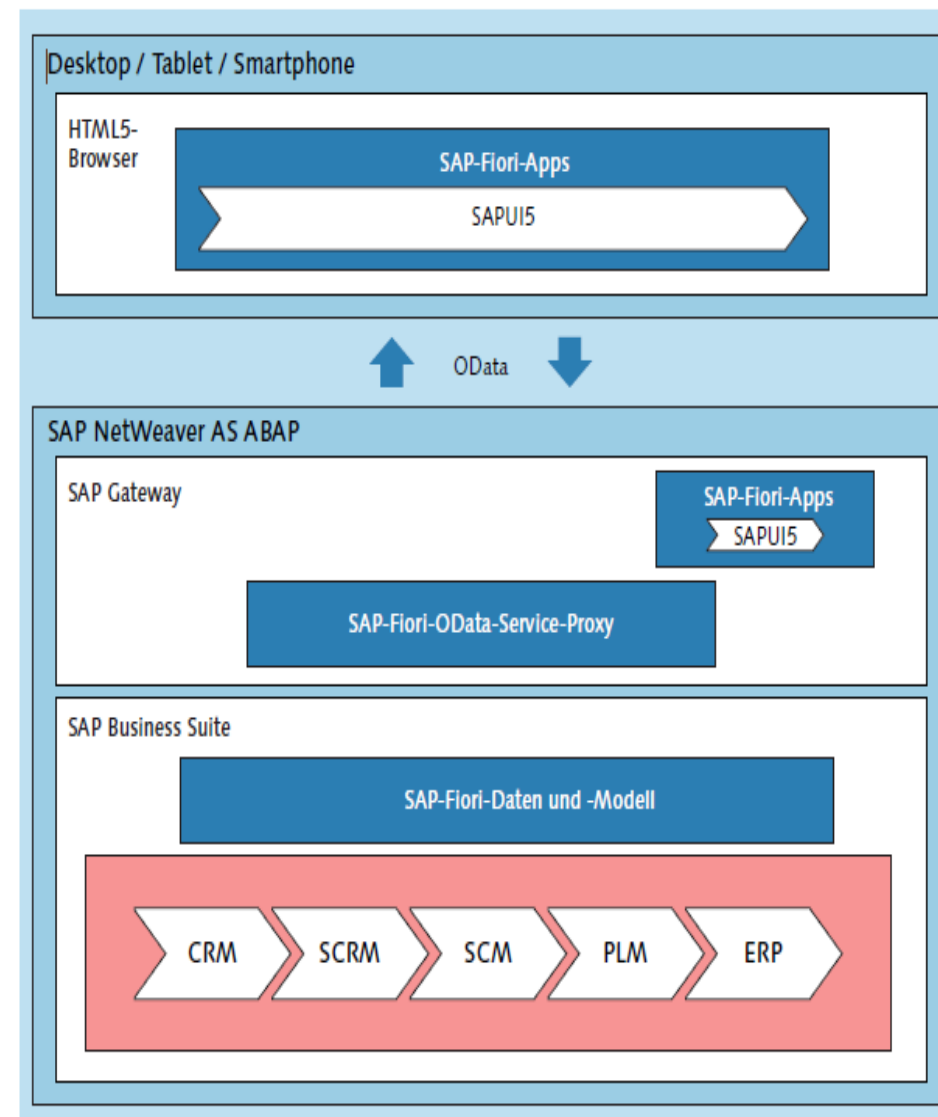 Desktop / Tablet / Smartphone
HTML5-
Browser
SAP-Fiori-Apps
SAPUI5
OData
SAP NetWeaver AS ABAP
SAP Gateway
SAP-Fiori-Apps
SAPUI5
SAP-Fiori-OData-Service-Proxy
SAP Business Suite
SAP-Fiori-Daten und -Modell
CRM
SCRM
SCM
PLM
ERP